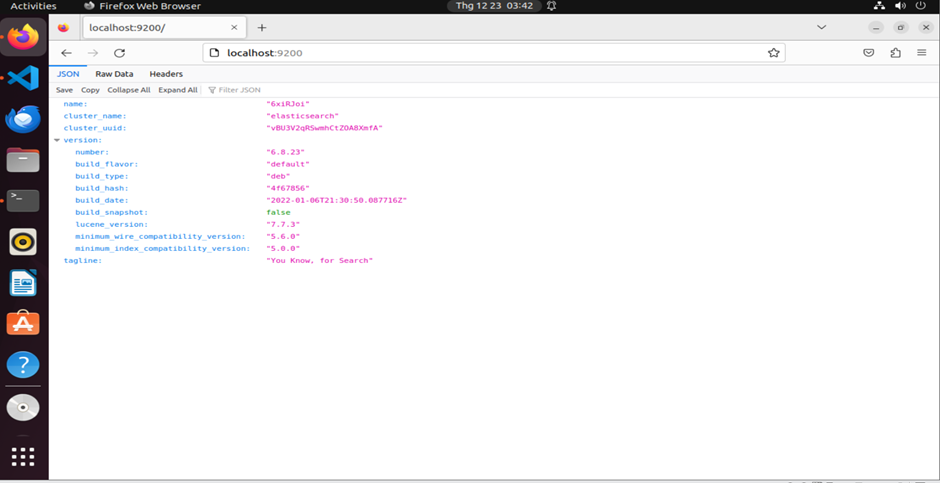 Activities Firefox Web Browser Thg 12 23 03:42
localhost:9200/
localhost:9200
JSON Raw Data Headers
Save Copy Collapse All Expand All Filter JSON
name: "6xiRJoi"
cluster_name: "elasticsearch"
cluster_uuid: "vBU3V2qR5wmhCtZOA8XmfA"
version:
number: "6.8.23"
build_flavor: "default"
build_type: "deb"
build_hash: "4f67856"
build_date: "2022-01-06T21:30:50.087716Z"
build_snapshot: false
lucene_version: "7.7.3"
minimum_wire_compatibility_version: "5.6.0"
minimum_index_compatibility_version: "5.0.0"
tagline: "You Know, for Search"